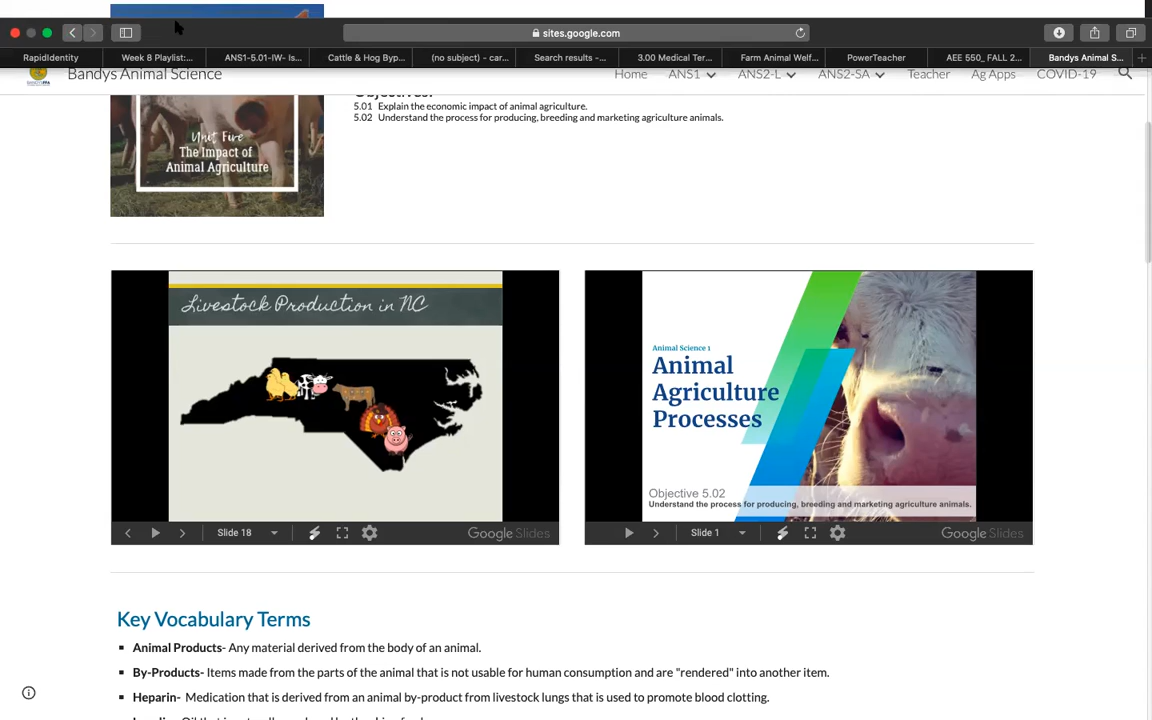 sites.google.com
RapidIdentity
Week 8 Playlist:...
ANS1-5.01-IW- Is...
Cattle & Hog Byp...
(no subject) - car...
Search results -...
3.00 Medical Ter...
Farm Animal Welf...
PowerTeacher
AEE 550_ FALL 2...
Bandys Animal S...
Bandys Animal Science
Home
ANS1
ANS2-L
ANS2-SA
Teacher
Ag Apps
COVID-19
Objectives:
5.01 Explain the economic impact of animal agriculture.
5.02 Understand the process for producing, breeding and marketing agriculture animals.
Unit Five
The Impact of
Animal Agriculture
Livestock Production in NC
Slide 18
Google Slides
Animal Science 1
Animal
Agriculture
Processes
Objective 5.02
Understand the process for producing, breeding and marketing agriculture animals.
Slide 1
Google Slides
Key Vocabulary Terms
Animal Products- Any material derived from the body of an animal.
By-Products- Items made from the parts of the animal that is not usable for human consumption and are "rendered" into another item.
Heparin- Medication that is derived from an animal by-product from livestock lungs that is used to promote blood clotting.